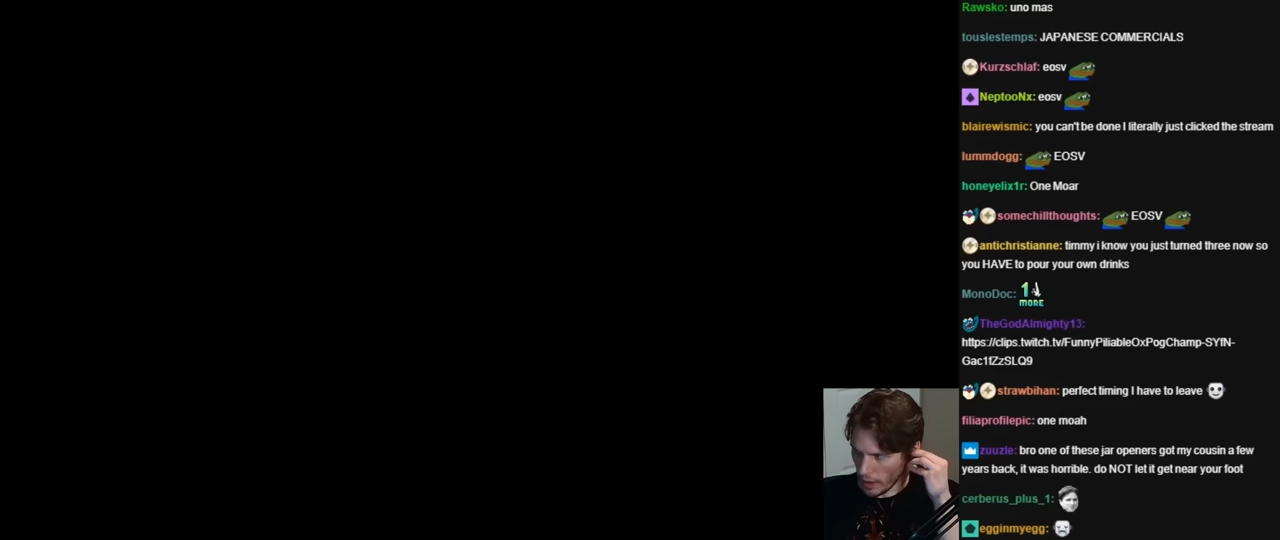 Rawsko: uno mas
touslestemps: JAPANESE COMMERCIALS
Kurzschlaf: eosv
NeptooNx: eosv
blairewismic: you can't be done I literally just clicked the stream
lummdogg: EOSV
honeyelix1r: One Moar
somechillthoughts: EOSV
antichristianne: timmy i know you just turned three now so
you HAVE to pour your own drinks
MonoDoc: 1 MORE
TheGodAlmighty13:
https://clips.twitch.tv/FunnyPiliableOxPogChamp-SYfN-
Gac1fZzSLQ9
strawbihan: perfect timing I have to leave
filiaprofilepic: one moah
zuuzle: bro one of these jar openers got my cousin a few
years back, it was horrible. do NOT let it get near your foot
cerberus_plus_1:
egginmyegg: